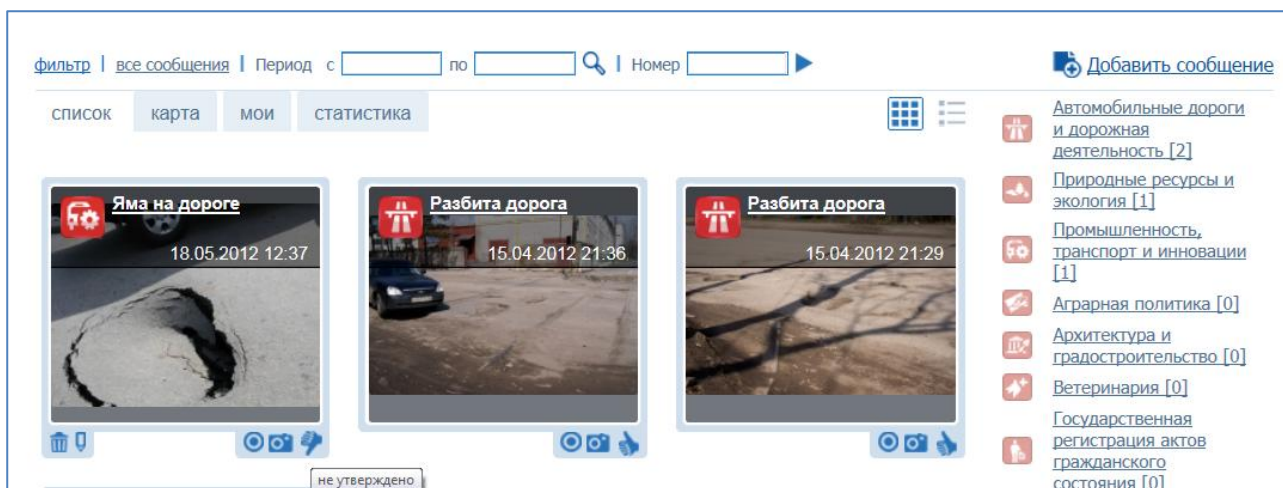 фильтр | все сообщения | Период с по | Номер
Добавить сообщение
список карта мои статистика
Яма на дороге
18.05.2012 12:37
Разбита дорога
15.04.2012 21:36
Разбита дорога
15.04.2012 21:29
не утверждено
Автомобильные дороги
и дорожная
деятельность [2]
Природные ресурсы и
экология [1]
Промышленность,
транспорт и инновации
[1]
Аграрная политика [0]
Архитектура и
градостроительство [0]
Ветеринария [0]
Государственная
регистрация актов
гражданского
состояния [0]